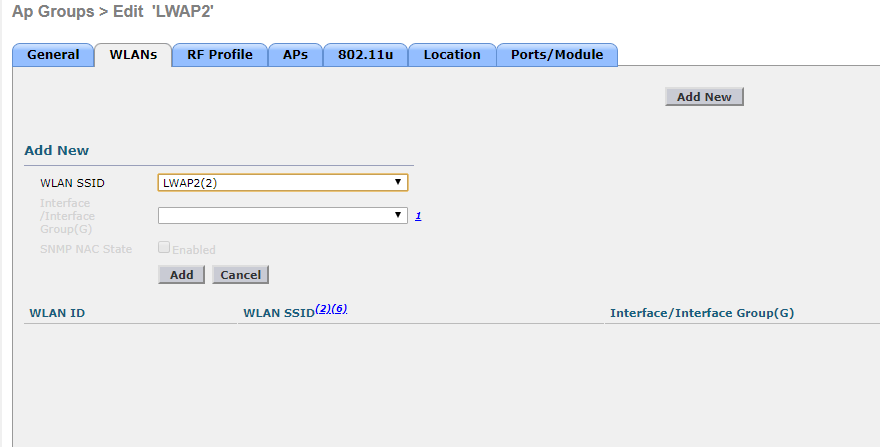 Ap Groups > Edit 'LWAP2'
General WLANs RF Profile APs 802.11u Location Ports/Module
Add New
Add New
WLAN SSID LWAP2(2)
Interface
/Interface
Group(G)
1
SNMP NAC State Enabled
Add Cancel
WLAN ID WLAN SSID(2)(6) Interface/Interface Group(G)